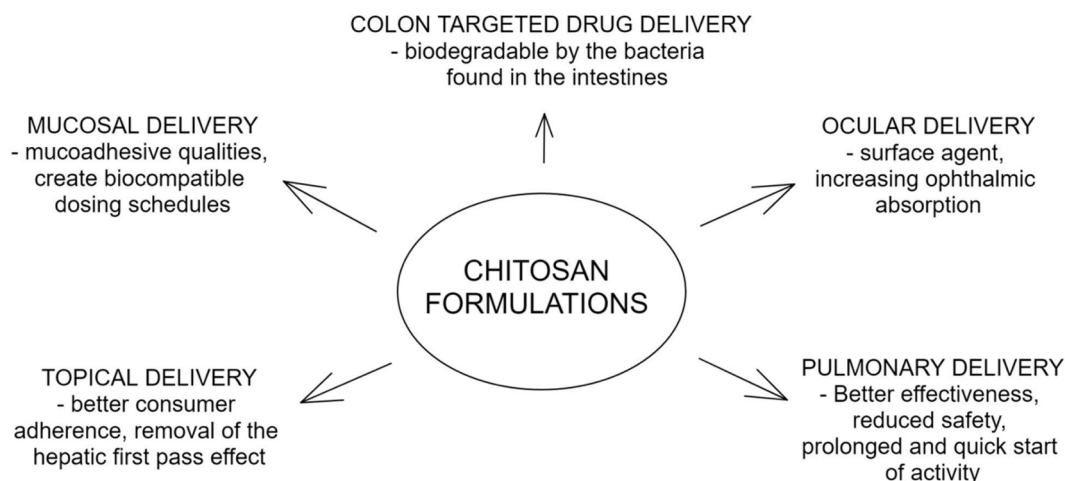 COLON TARGETED DRUG DELIVERY
- biodegradable by the bacteria
found in the intestines
MUCOSAL DELIVERY
- mucoadhesive qualities,
create biocompatible
dosing schedules
OCULAR DELIVERY
- surface agent,
increasing ophthalmic
absorption
CHITOSAN
FORMULATIONS
TOPICAL DELIVERY
- better consumer
adherence, removal of the
hepatic first pass effect
PULMONARY DELIVERY
- Better effectiveness,
reduced safety,
prolonged and quick start
of activity